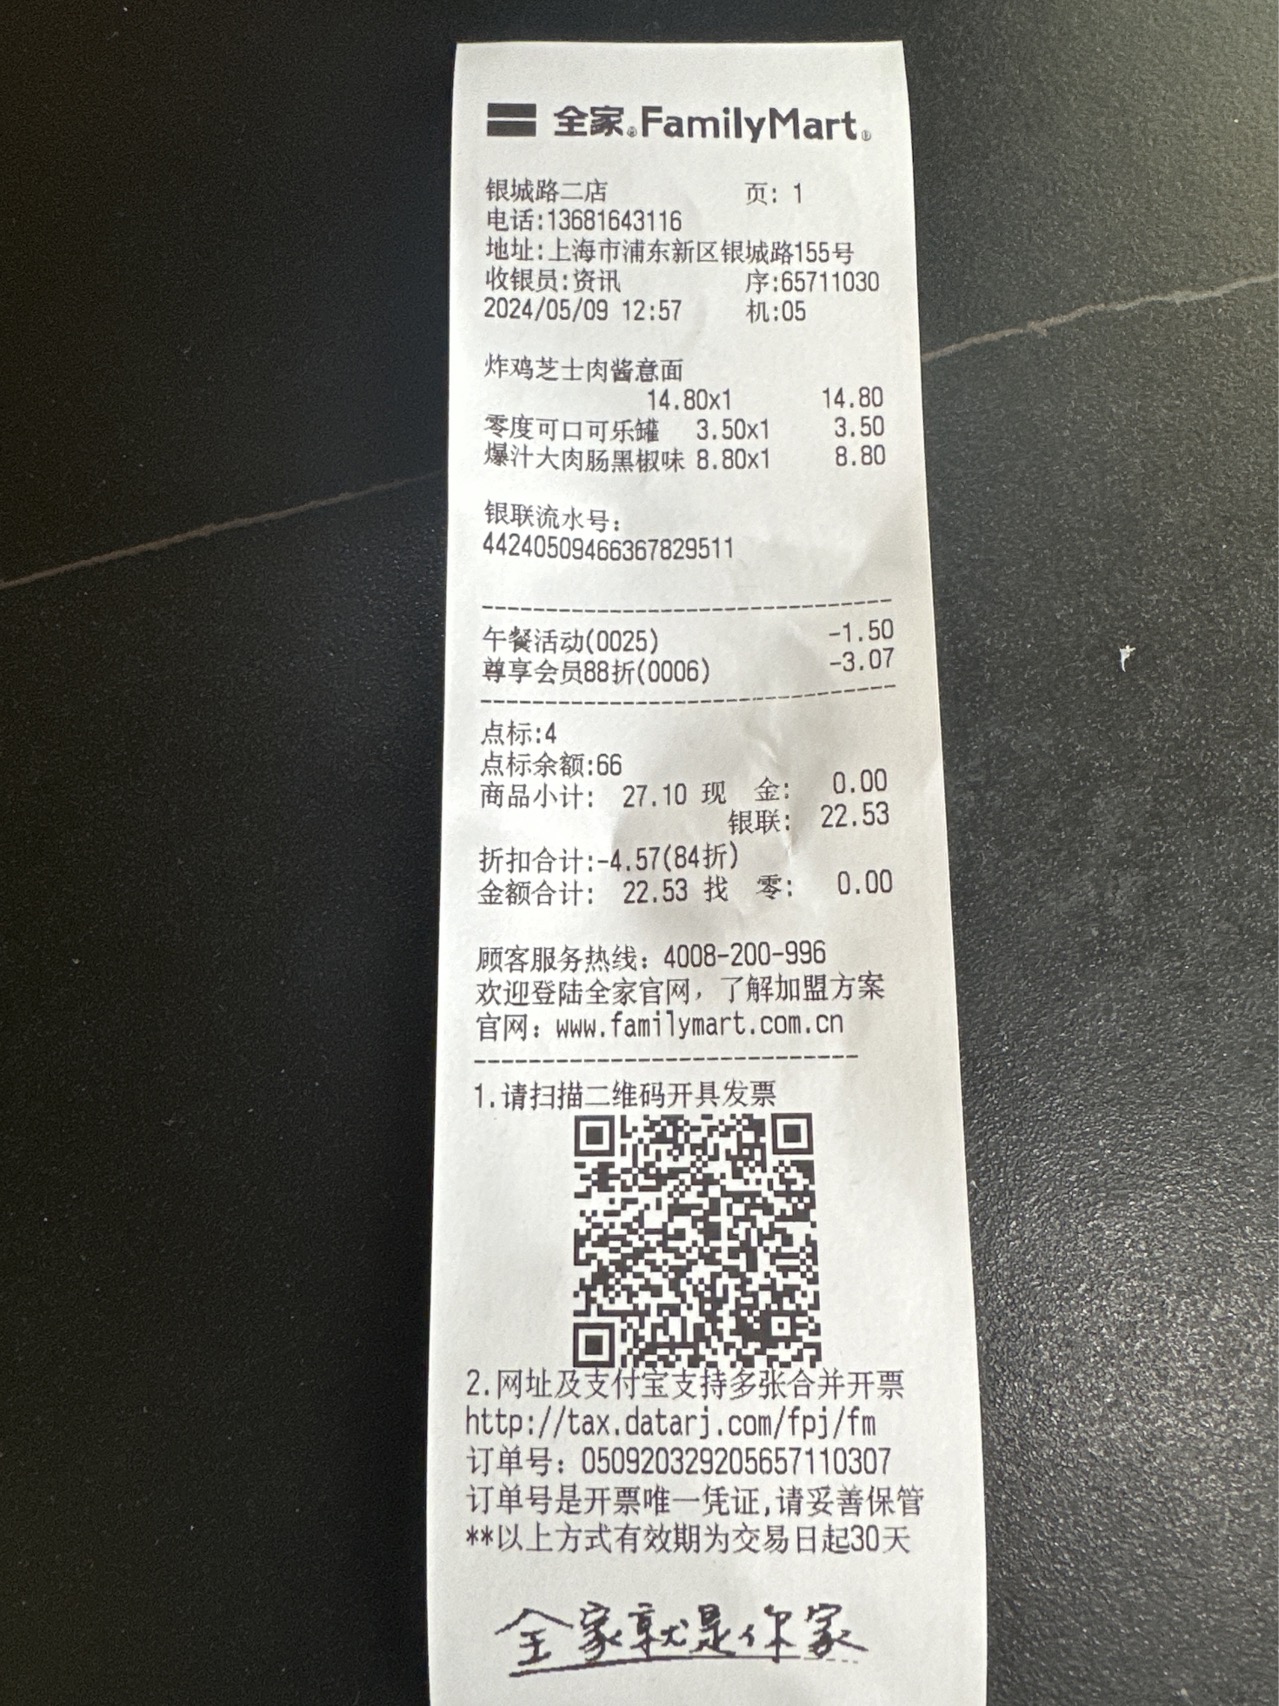 全家®FamilyMart®
银城路二店 页: 1
电话:13681643116
地址:上海市浦东新区银城路155号
收银员:资讯 序:65711030
2024/05/09 12:57 机:05
炸鸡芝士肉酱意面
14.80x1 14.80
零度可口可乐罐 3.50x1 3.50
爆汁大肉肠黑椒味 8.80x1 8.80
银联流水号:
44240509466367829511
午餐活动(0025) -1.50
尊享会员88折(0006) -3.07
点标:4
点标余额:66
商品小计: 27.10 现 金: 0.00
银联: 22.53
折扣合计:-4.57(84折)
金额合计: 22.53 找 零: 0.00
顾客服务热线: 4008-200-996
欢迎登陆全家官网, 了解加盟方案
官网: www.familymart.com.cn
1.请扫描二维码开具发票
2.网址及支付宝支持多张合并开票
http://tax.datarj.com/fpj/fm
订单号: 050920329205657110307
订单号是开票唯一凭证,请妥善保管
**以上方式有效期为交易日起30天
全家就是你家